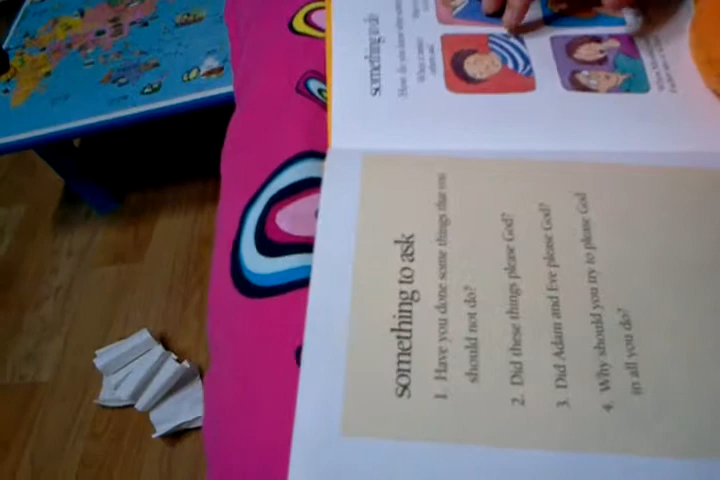 something to ask
1. Have you done some things that you
should not do?
2. Did these things please God?
3. Did Adam and Eve please God?
4. Why should you try to please God
in all you do?
something to do